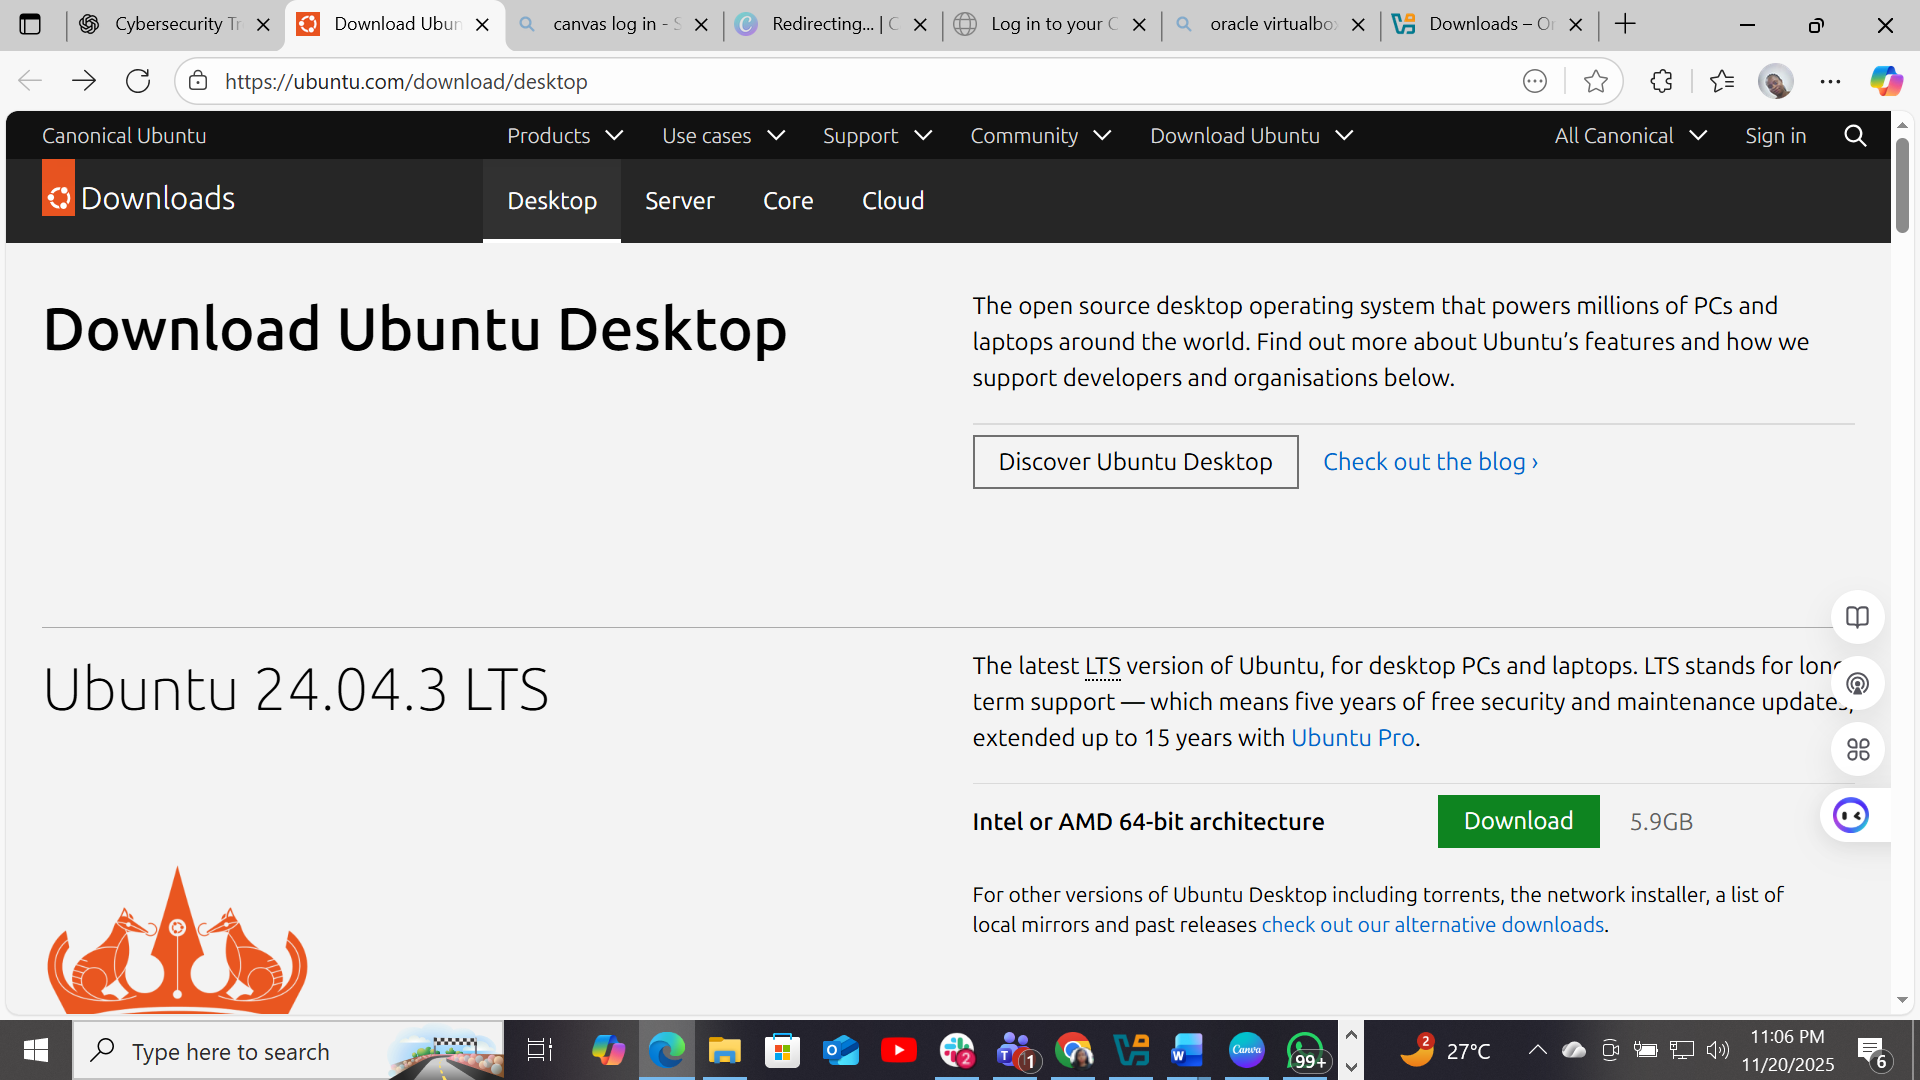 Cybersecurity Tr
Download Ubun
canvas log in - S
Redirecting... | C
Log in to your C
oracle virtualbo
Downloads – Or
https://ubuntu.com/download/desktop
Canonical Ubuntu
Products
Use cases
Support
Community
Download Ubuntu
All Canonical
Sign in
Downloads
Desktop
Server
Core
Cloud
Download Ubuntu Desktop
The open source desktop operating system that powers millions of PCs and
laptops around the world. Find out more about Ubuntu’s features and how we
support developers and organisations below.
Discover Ubuntu Desktop
Check out the blog ›
Ubuntu 24.04.3 LTS
The latest LTS version of Ubuntu, for desktop PCs and laptops. LTS stands for long
term support — which means five years of free security and maintenance updates,
extended up to 15 years with Ubuntu Pro.
Intel or AMD 64-bit architecture
Download
5.9GB
For other versions of Ubuntu Desktop including torrents, the network installer, a list of
local mirrors and past releases check out our alternative downloads.
Type here to search
2
1
Canva
99+
2
27°C
11:06 PM
11/20/2025
6